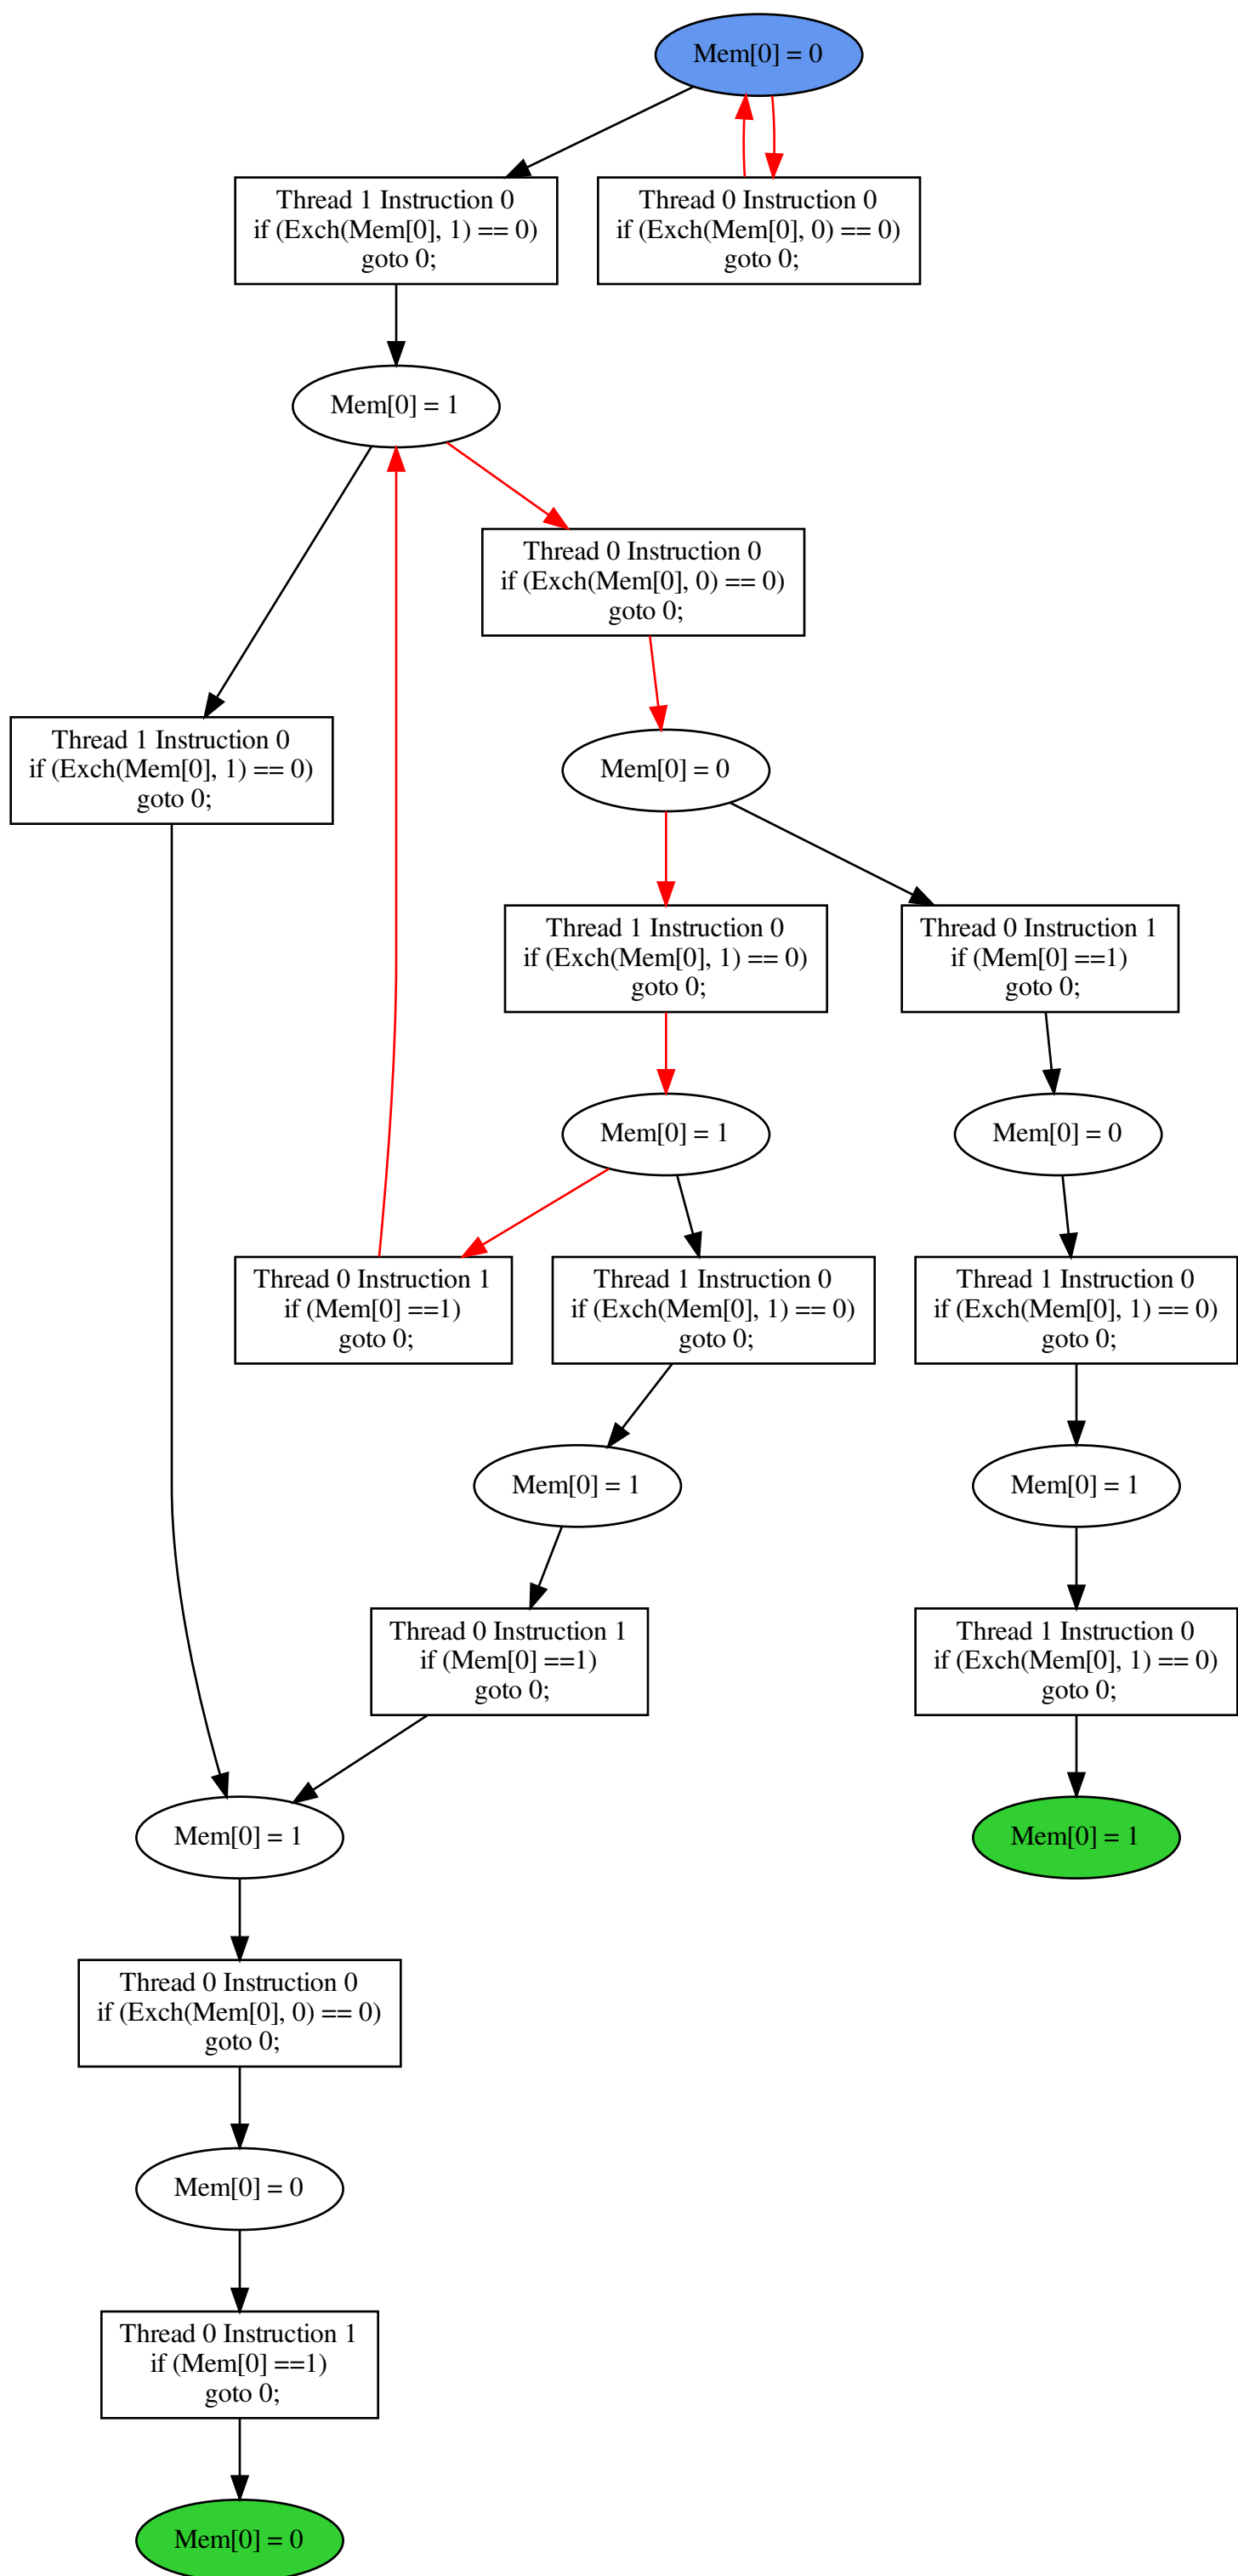 Mem[0] = 0
Thread 1 Instruction 0
if (Exch(Mem[0], 1) == 0)
goto 0;
Thread 0 Instruction 0
if (Exch(Mem[0], 0) == 0)
goto 0;
Mem[0] = 1
Thread 0 Instruction 0
if (Exch(Mem[0], 0) == 0)
goto 0;
Thread 1 Instruction 0
if (Exch(Mem[0], 1) == 0)
goto 0;
Mem[0] = 0
Thread 1 Instruction 0
if (Exch(Mem[0], 1) == 0)
goto 0;
Thread 0 Instruction 1
if (Mem[0] ==1)
goto 0;
Mem[0] = 1
Mem[0] = 0
Thread 0 Instruction 1
if (Mem[0] ==1)
goto 0;
Thread 1 Instruction 0
if (Exch(Mem[0], 1) == 0)
goto 0;
Thread 1 Instruction 0
if (Exch(Mem[0], 1) == 0)
goto 0;
Mem[0] = 1
Mem[0] = 1
Thread 0 Instruction 1
if (Mem[0] ==1)
goto 0;
Thread 1 Instruction 0
if (Exch(Mem[0], 1) == 0)
goto 0;
Mem[0] = 1
Mem[0] = 1
Thread 0 Instruction 0
if (Exch(Mem[0], 0) == 0)
goto 0;
Mem[0] = 0
Thread 0 Instruction 1
if (Mem[0] ==1)
goto 0;
Mem[0] = 0